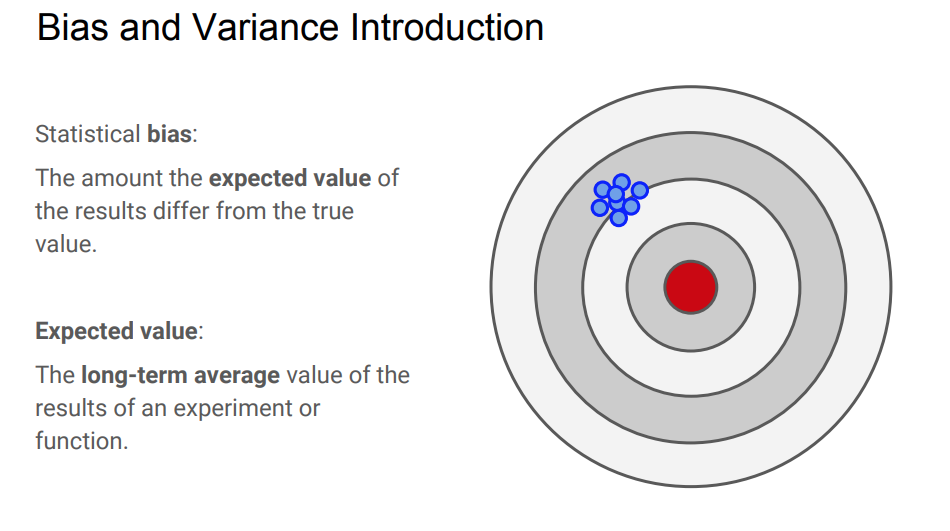 Bias and Variance Introduction
Statistical bias:
The amount the expected value of
the results differ from the true
value.
Expected value:
The long-term average value of the
results of an experiment or
function.